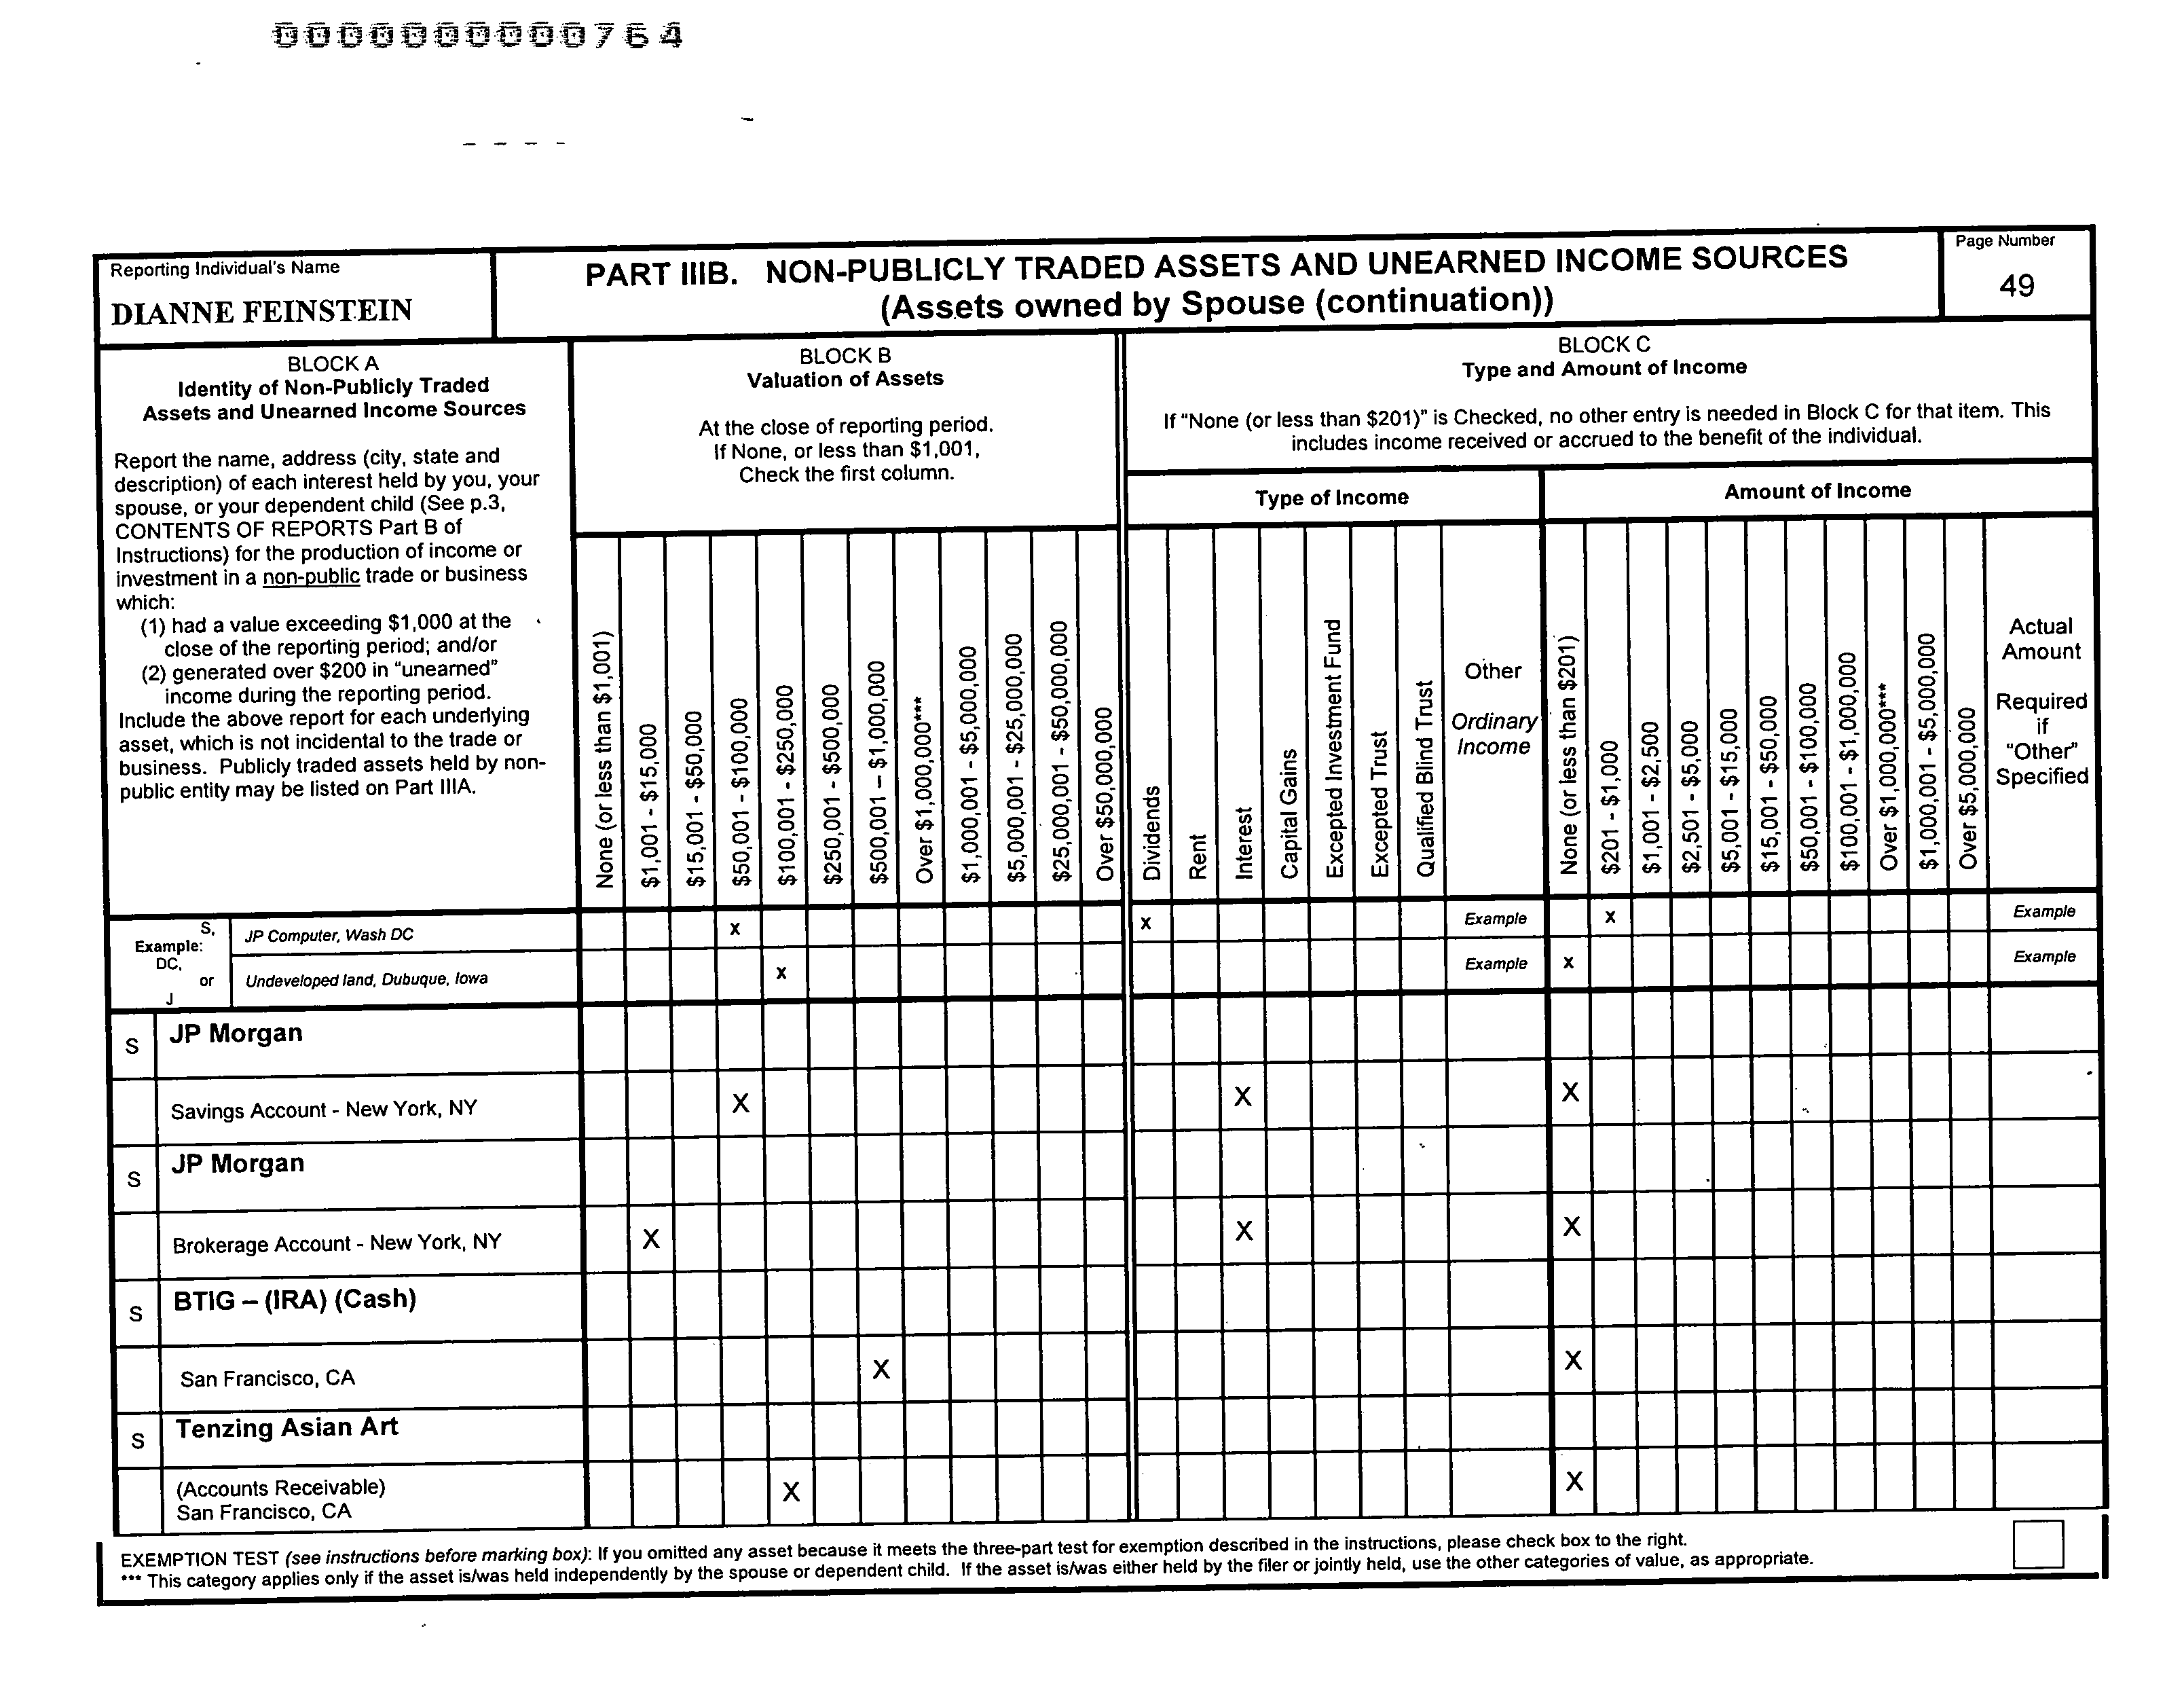 0000000000764
Reporting Individual's Name
DIANNE FEINSTEIN
PART IIIB. NON-PUBLICLY TRADED ASSETS AND UNEARNED INCOME SOURCES
(Assets owned by Spouse (continuation))
Page Number
49
BLOCK A
Identity of Non-Publicly Traded
Assets and Unearned Income Sources
Report the name, address (city, state and
description) of each interest held by you, your
spouse, or your dependent child (See p.3,
CONTENTS OF REPORTS Part B of
Instructions) for the production of income or
investment in a non-public trade or business
which:
(1) had a value exceeding $1,000 at the
close of the reporting period; and/or
(2) generated over $200 in "unearned"
income during the reporting period.
Include the above report for each underlying
asset, which is not incidental to the trade or
business. Publicly traded assets held by non-
public entity may be listed on Part IIIA.
BLOCK B
Valuation of Assets
At the close of reporting period.
If None, or less than $1,001,
Check the first column.
None (or less than $1,001)
$1,001 - $15,000
$15,001 - $50,000
$50,001 - $100,000
$100,001 - $250,000
$250,001 - $500,000
$500,001 – $1,000,000
Over $1,000,000***
$1,000,001 - $5,000,000
$5,000,001 - $25,000,000
$25,000,001 - $50,000,000
Over $50,000,000
BLOCK C
Type and Amount of Income
If "None (or less than $201)" is Checked, no other entry is needed in Block C for that item. This
includes income received or accrued to the benefit of the individual.
Type of Income
Dividends
Rent
Interest
Capital Gains
Excepted Investment Fund
Excepted Trust
Qualified Blind Trust
Other
Ordinary
Income
Amount of Income
None (or less than $201)
$201 - $1,000
$1,001 - $2,500
$2,501 - $5,000
$5,001 - $15,000
$15,001 - $50,000
$50,001 - $100,000
$100,001 - $1,000,000
Over $1,000,000***
$1,000,001 - $5,000,000
Over $5,000,000
Actual
Amount
Required
if
"Other"
Specified
S,
Example:
DC,
or
J
JP Computer, Wash DC X X Example X Example
Undeveloped land, Dubuque, Iowa X Example X Example
S JP Morgan
Savings Account - New York, NY X X X
S JP Morgan
Brokerage Account - New York, NY X X X
S BTIG – (IRA) (Cash)
San Francisco, CA X X
S Tenzing Asian Art
(Accounts Receivable) X X
San Francisco, CA
EXEMPTION TEST (see instructions before marking box): If you omitted any asset because it meets the three-part test for exemption described in the instructions, please check box to the right.
*** This category applies only if the asset is/was held independently by the spouse or dependent child. If the asset is/was either held by the filer or jointly held, use the other categories of value, as appropriate.